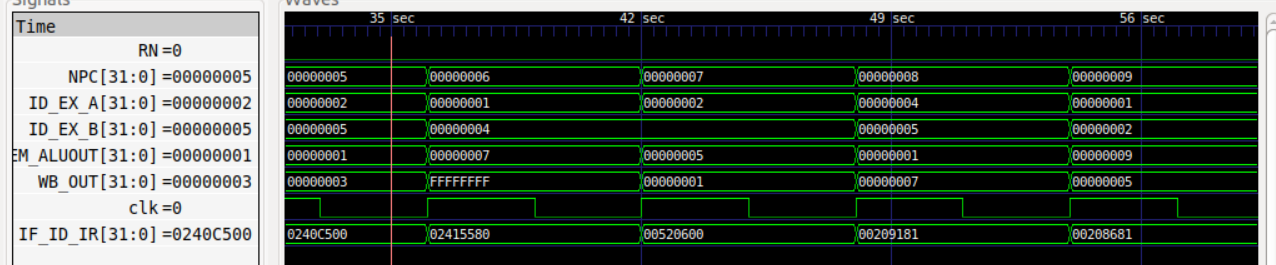 Signals Waves
Time 35 sec 42 sec 49 sec 56 sec
RN=0
NPC[31:0] =00000005 00000005 00000006 00000007 00000008 00000009
ID_EX_A[31:0] =00000002 00000002 00000001 00000002 00000004 00000001
ID_EX_B[31:0] =00000005 00000005 00000004 00000005 00000002
EM_ALUOUT[31:0] =00000001 00000001 00000007 00000005 00000001 00000009
WB_OUT[31:0] =00000003 00000003 FFFFFFFF 00000001 00000007 00000005
clk=0
IF_ID_IR[31:0] =0240C500 0240C500 02415580 00520600 00209181 00208681